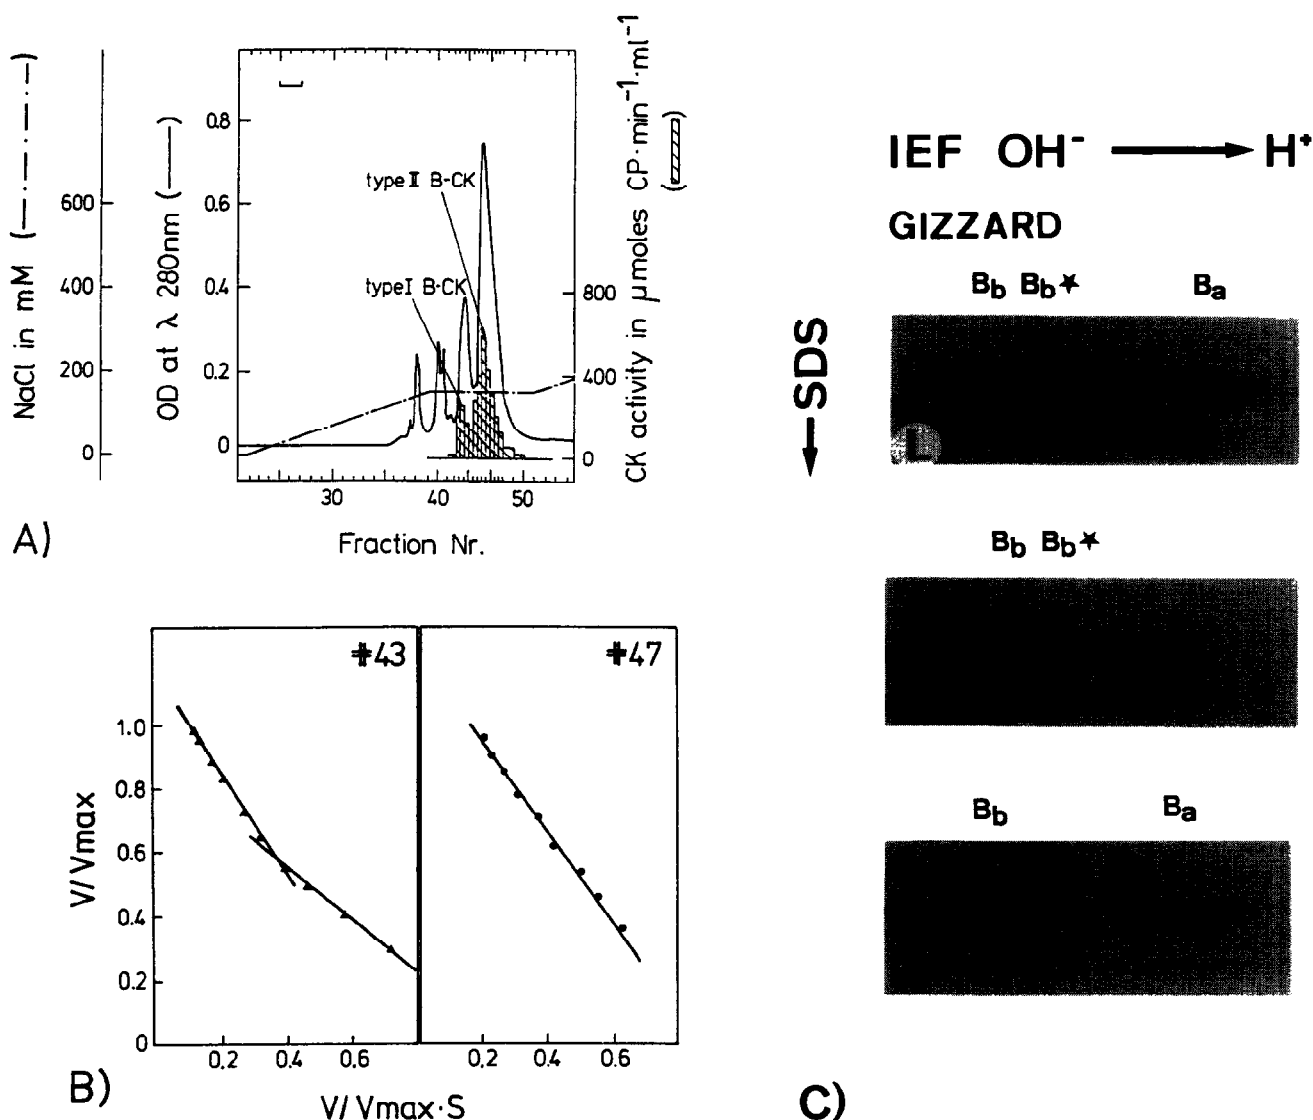 NaCl in mM (—·—·—)
OD at λ 280nm (——)
CK activity in µmoles CP·min⁻¹·ml⁻¹
( )
600
400
200
0
0.8
0.6
0.4
0.2
0
type II B-CK
type I B·CK
800
400
0
30 40 50
Fraction Nr.
A)
#43 #47
V/Vmax
1.0
0.8
0.6
0.4
0.2
0
0.2 0.4 0.6 0.2 0.4 0.6
V/Vmax·S
B)
IEF OH⁻ → H⁺
GIZZARD
←SDS
Bb Bb★ Ba
L
Bb Bb★
Bb Ba
C)